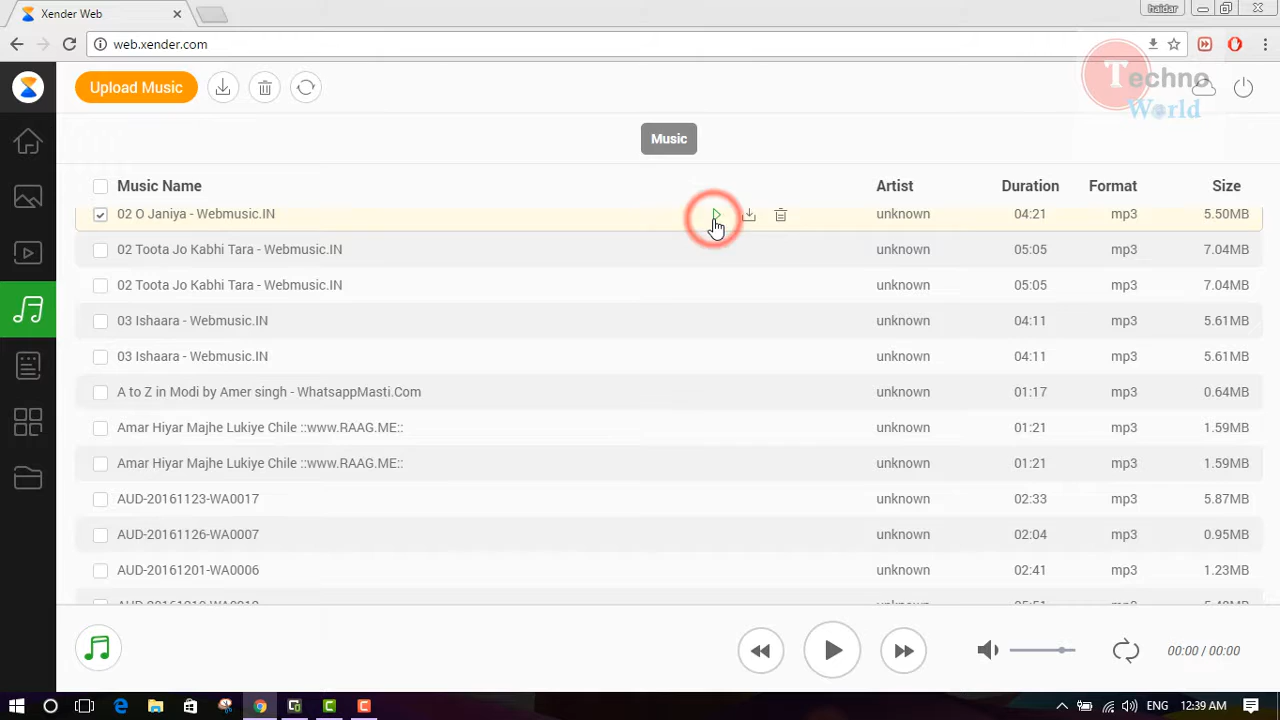 Xender Web
haidar
web.xender.com
Upload Music
Techno
World
Music
Music Name Artist Duration Format Size
02 O Janiya - Webmusic.IN unknown 04:21 mp3 5.50MB
02 Toota Jo Kabhi Tara - Webmusic.IN unknown 05:05 mp3 7.04MB
02 Toota Jo Kabhi Tara - Webmusic.IN unknown 05:05 mp3 7.04MB
03 Ishaara - Webmusic.IN unknown 04:11 mp3 5.61MB
03 Ishaara - Webmusic.IN unknown 04:11 mp3 5.61MB
A to Z in Modi by Amer singh - WhatsappMasti.Com unknown 01:17 mp3 0.64MB
Amar Hiyar Majhe Lukiye Chile ::www.RAAG.ME:: unknown 01:21 mp3 1.59MB
Amar Hiyar Majhe Lukiye Chile ::www.RAAG.ME:: unknown 01:21 mp3 1.59MB
AUD-20161123-WA0017 unknown 02:33 mp3 5.87MB
AUD-20161126-WA0007 unknown 02:04 mp3 0.95MB
AUD-20161201-WA0006 unknown 02:41 mp3 1.23MB
00:00 / 00:00
ENG 12:39 AM